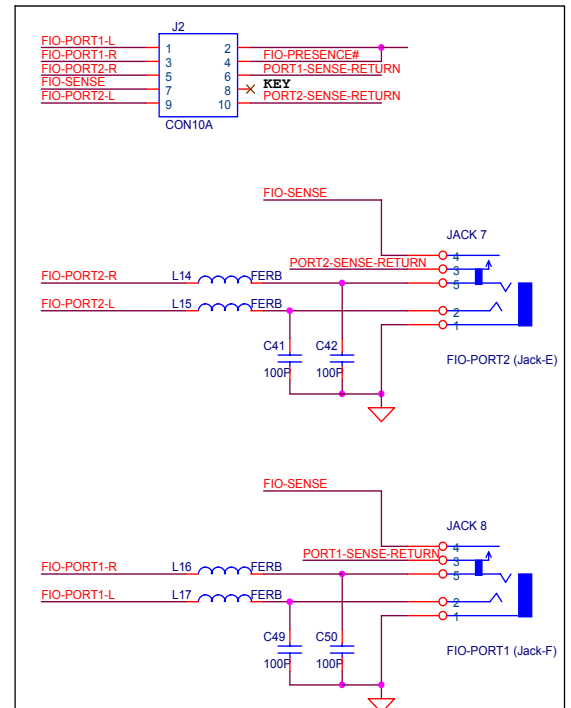 J2
FIO-PORT1-L 1 2
FIO-PORT1-R 3 4 FIO-PRESENCE#
FIO-PORT2-R 5 6 PORT1-SENSE-RETURN
FIO-SENSE 7 8 KEY
FIO-PORT2-L 9 10 PORT2-SENSE-RETURN
CON10A
FIO-SENSE
JACK 7
4
PORT2-SENSE-RETURN 3
FIO-PORT2-R L14 FERB 5
FIO-PORT2-L L15 FERB 2
1
C41 C42
100P 100P
FIO-PORT2 (Jack-E)
FIO-SENSE
JACK 8
4
PORT1-SENSE-RETURN 3
FIO-PORT1-R L16 FERB 5
FIO-PORT1-L L17 FERB 2
1
C49 C50
100P 100P
FIO-PORT1 (Jack-F)